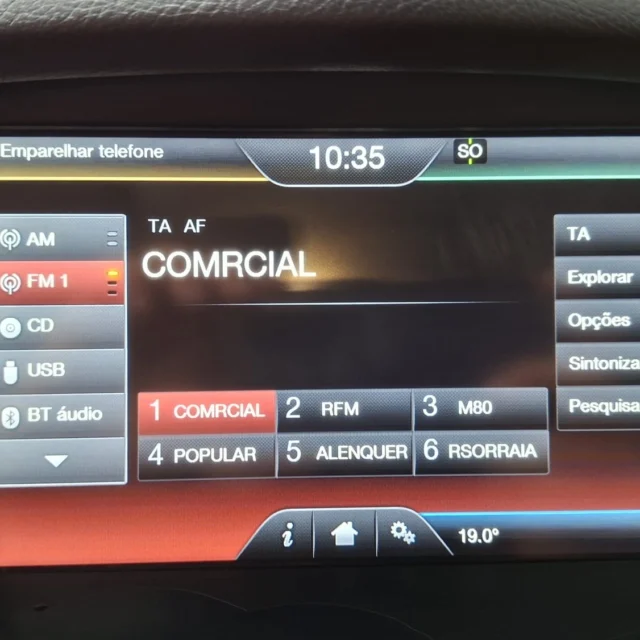 Emparelhar telefone
10:35
SO
AM
FM 1
CD
USB
BT áudio
TA AF
COMRCIAL
1 COMRCIAL
2 RFM
3 M80
4 POPULAR
5 ALENQUER
6 RSORRAIA
TA
Explorar
Opções
Sintoniza
Pesquisa
i
19.0°